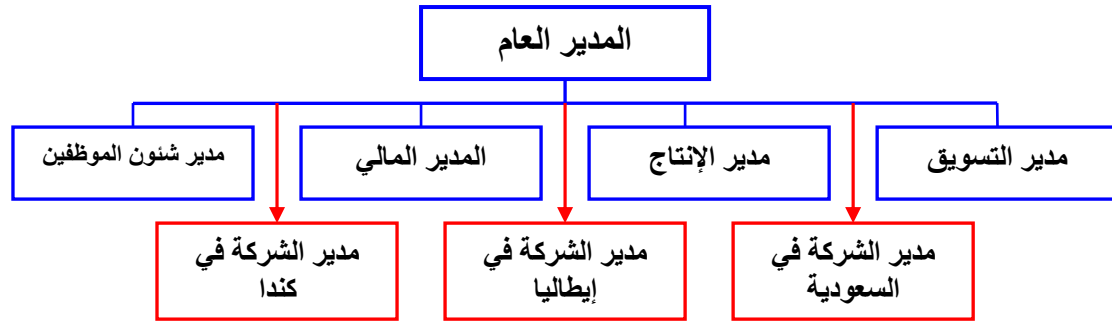 المدير العام
مدير التسويق
مدير الإنتاج
المدير المالي
مدير شئون الموظفين
مدير الشركة في
السعودية
مدير الشركة في
إيطاليا
مدير الشركة في
كندا